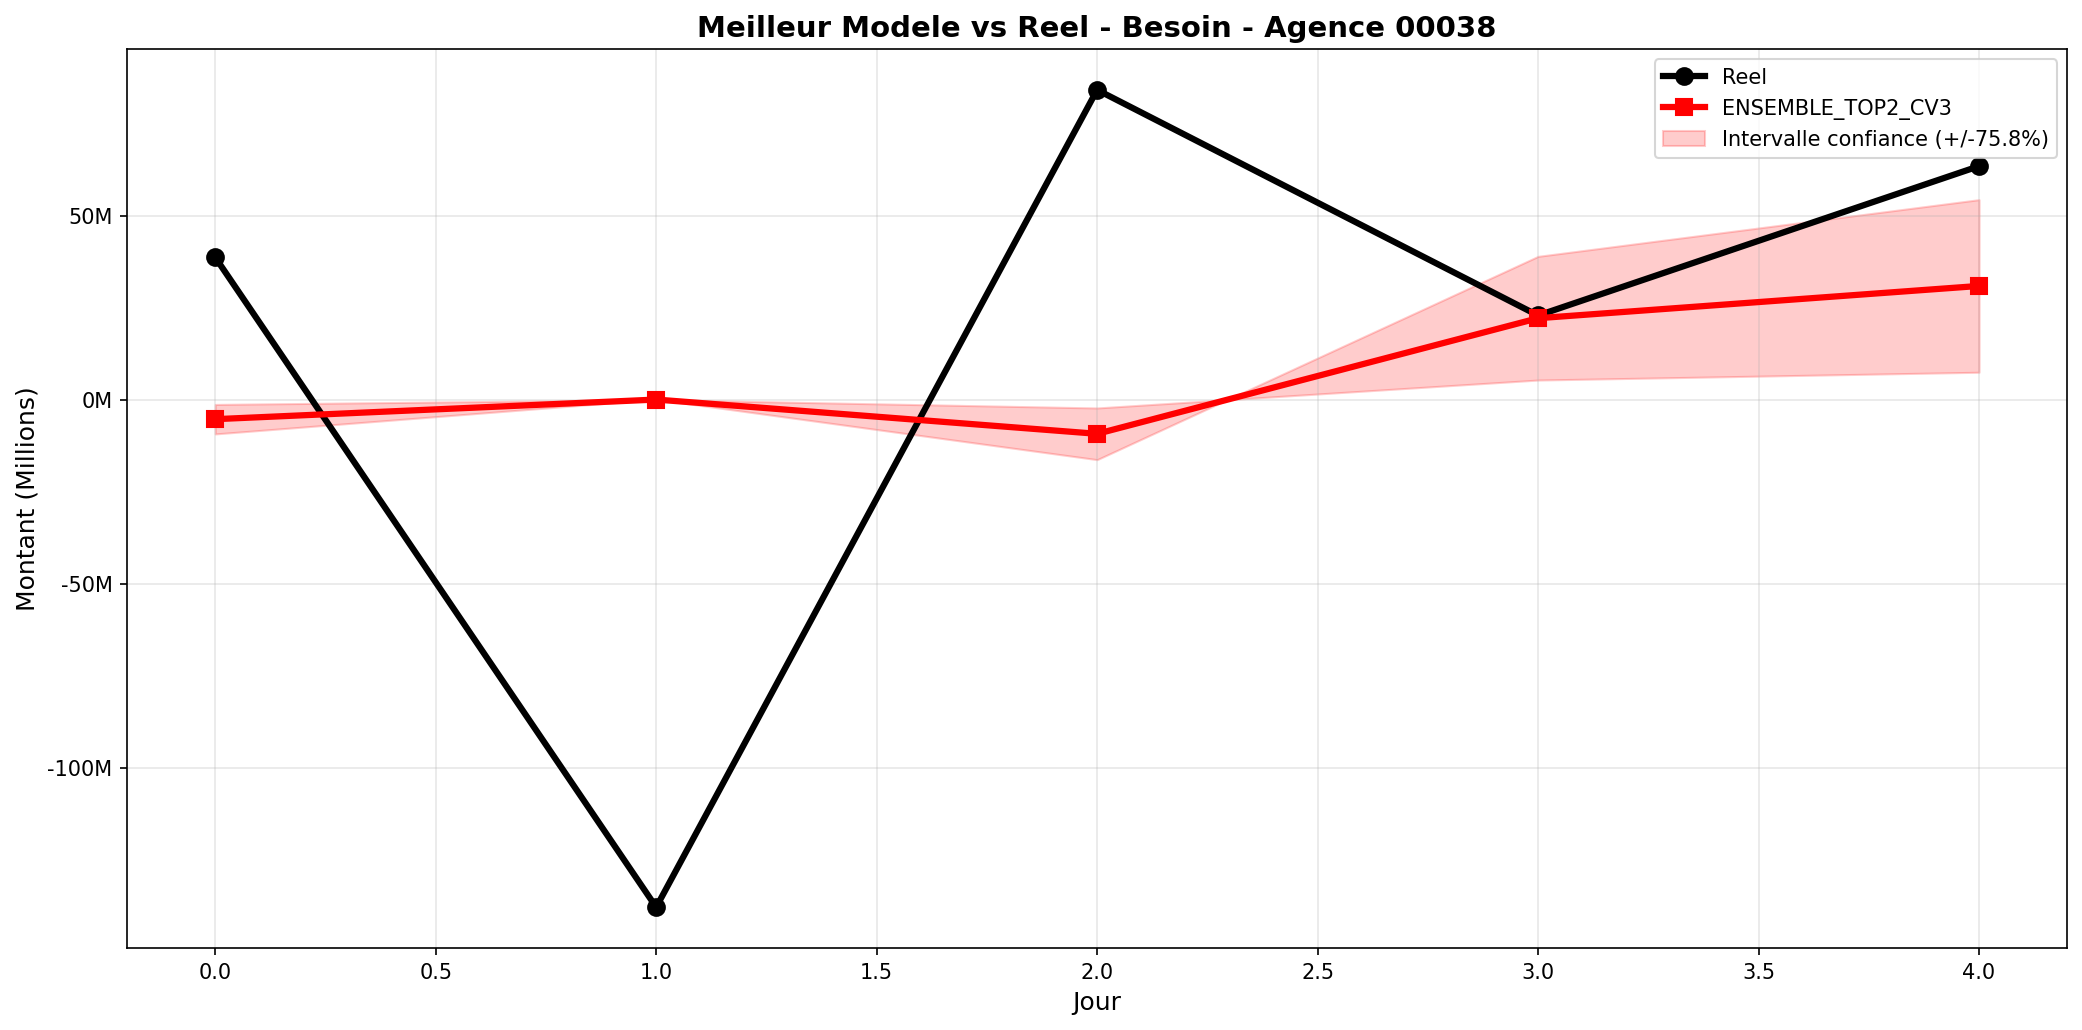 Meilleur Modele vs Reel - Besoin - Agence 00038
Reel
ENSEMBLE_TOP2_CV3
Intervalle confiance (+/-75.8%)
Montant (Millions)
50M
0M
-50M
-100M
0.0 0.5 1.0 1.5 2.0 2.5 3.0 3.5 4.0
Jour